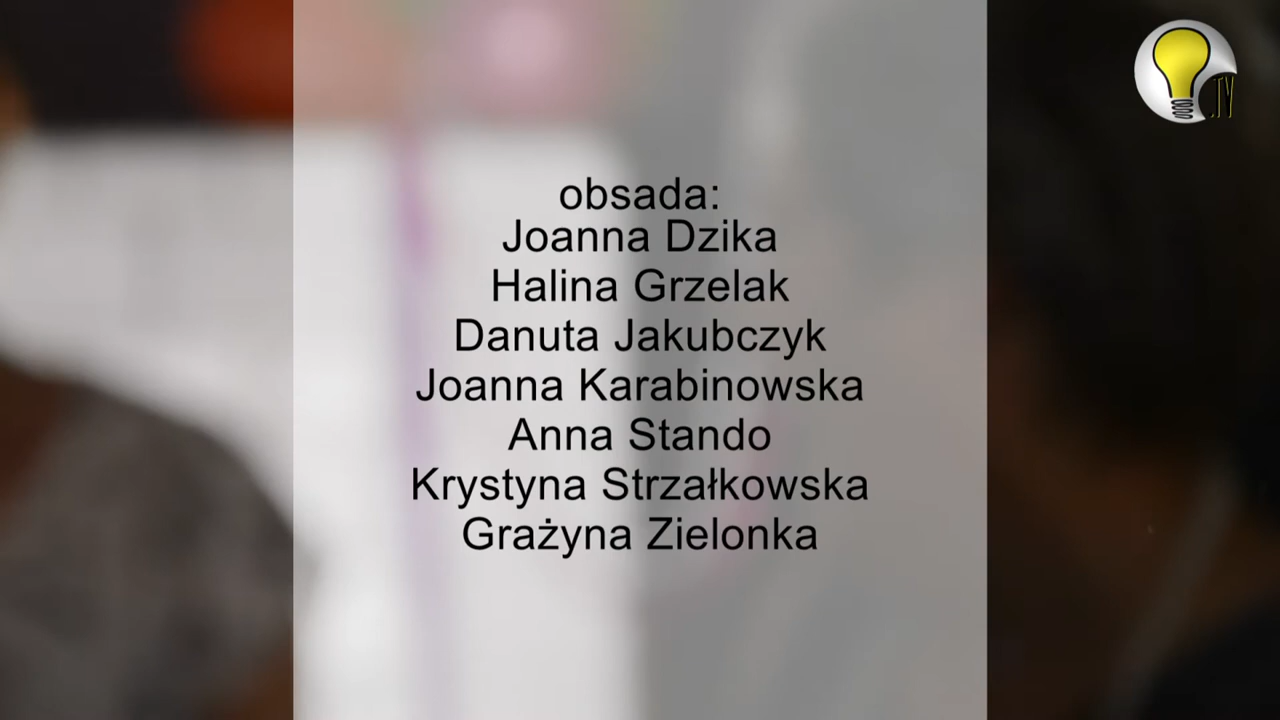 obsada:
Joanna Dzika
Halina Grzelak
Danuta Jakubczyk
Joanna Karabinowska
Anna Stando
Krystyna Strzałkowska
Grażyna Zielonka